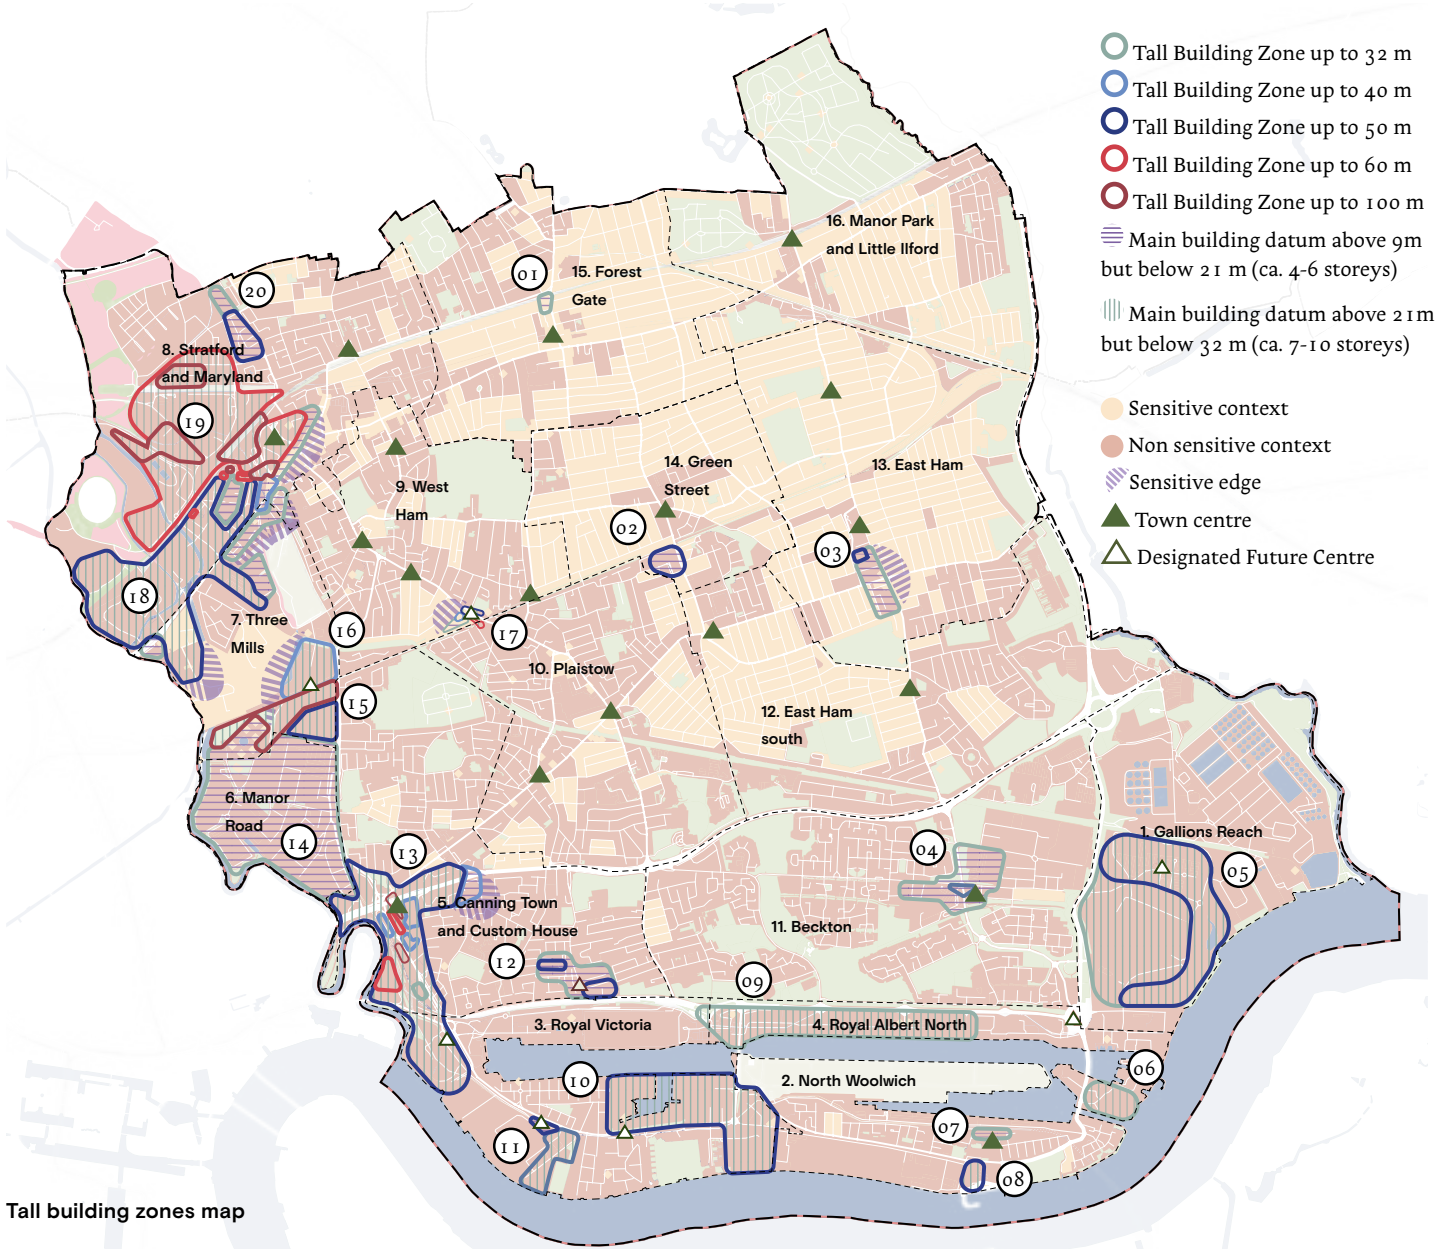 Tall Building Zone up to 32 m
Tall Building Zone up to 40 m
Tall Building Zone up to 50 m
Tall Building Zone up to 60 m
Tall Building Zone up to 100 m
Main building datum above 9m
but below 21 m (ca. 4-6 storeys)
Main building datum above 21m
but below 32 m (ca. 7-10 storeys)
Sensitive context
Non sensitive context
Sensitive edge
Town centre
Designated Future Centre
16. Manor Park
and Little Ilford
01
15. Forest
Gate
20
8. Stratford
and Maryland
19
14. Green
Street
13. East Ham
9. West
Ham
02
03
18
7. Three
Mills
16
17
10. Plaistow
15
12. East Ham
south
6. Manor
Road
14
13
04
1. Gallions Reach
05
5. Canning Town
and Custom House
11. Beckton
12
09
3. Royal Victoria
4. Royal Albert North
10
2. North Woolwich
06
07
11
08
Tall building zones map